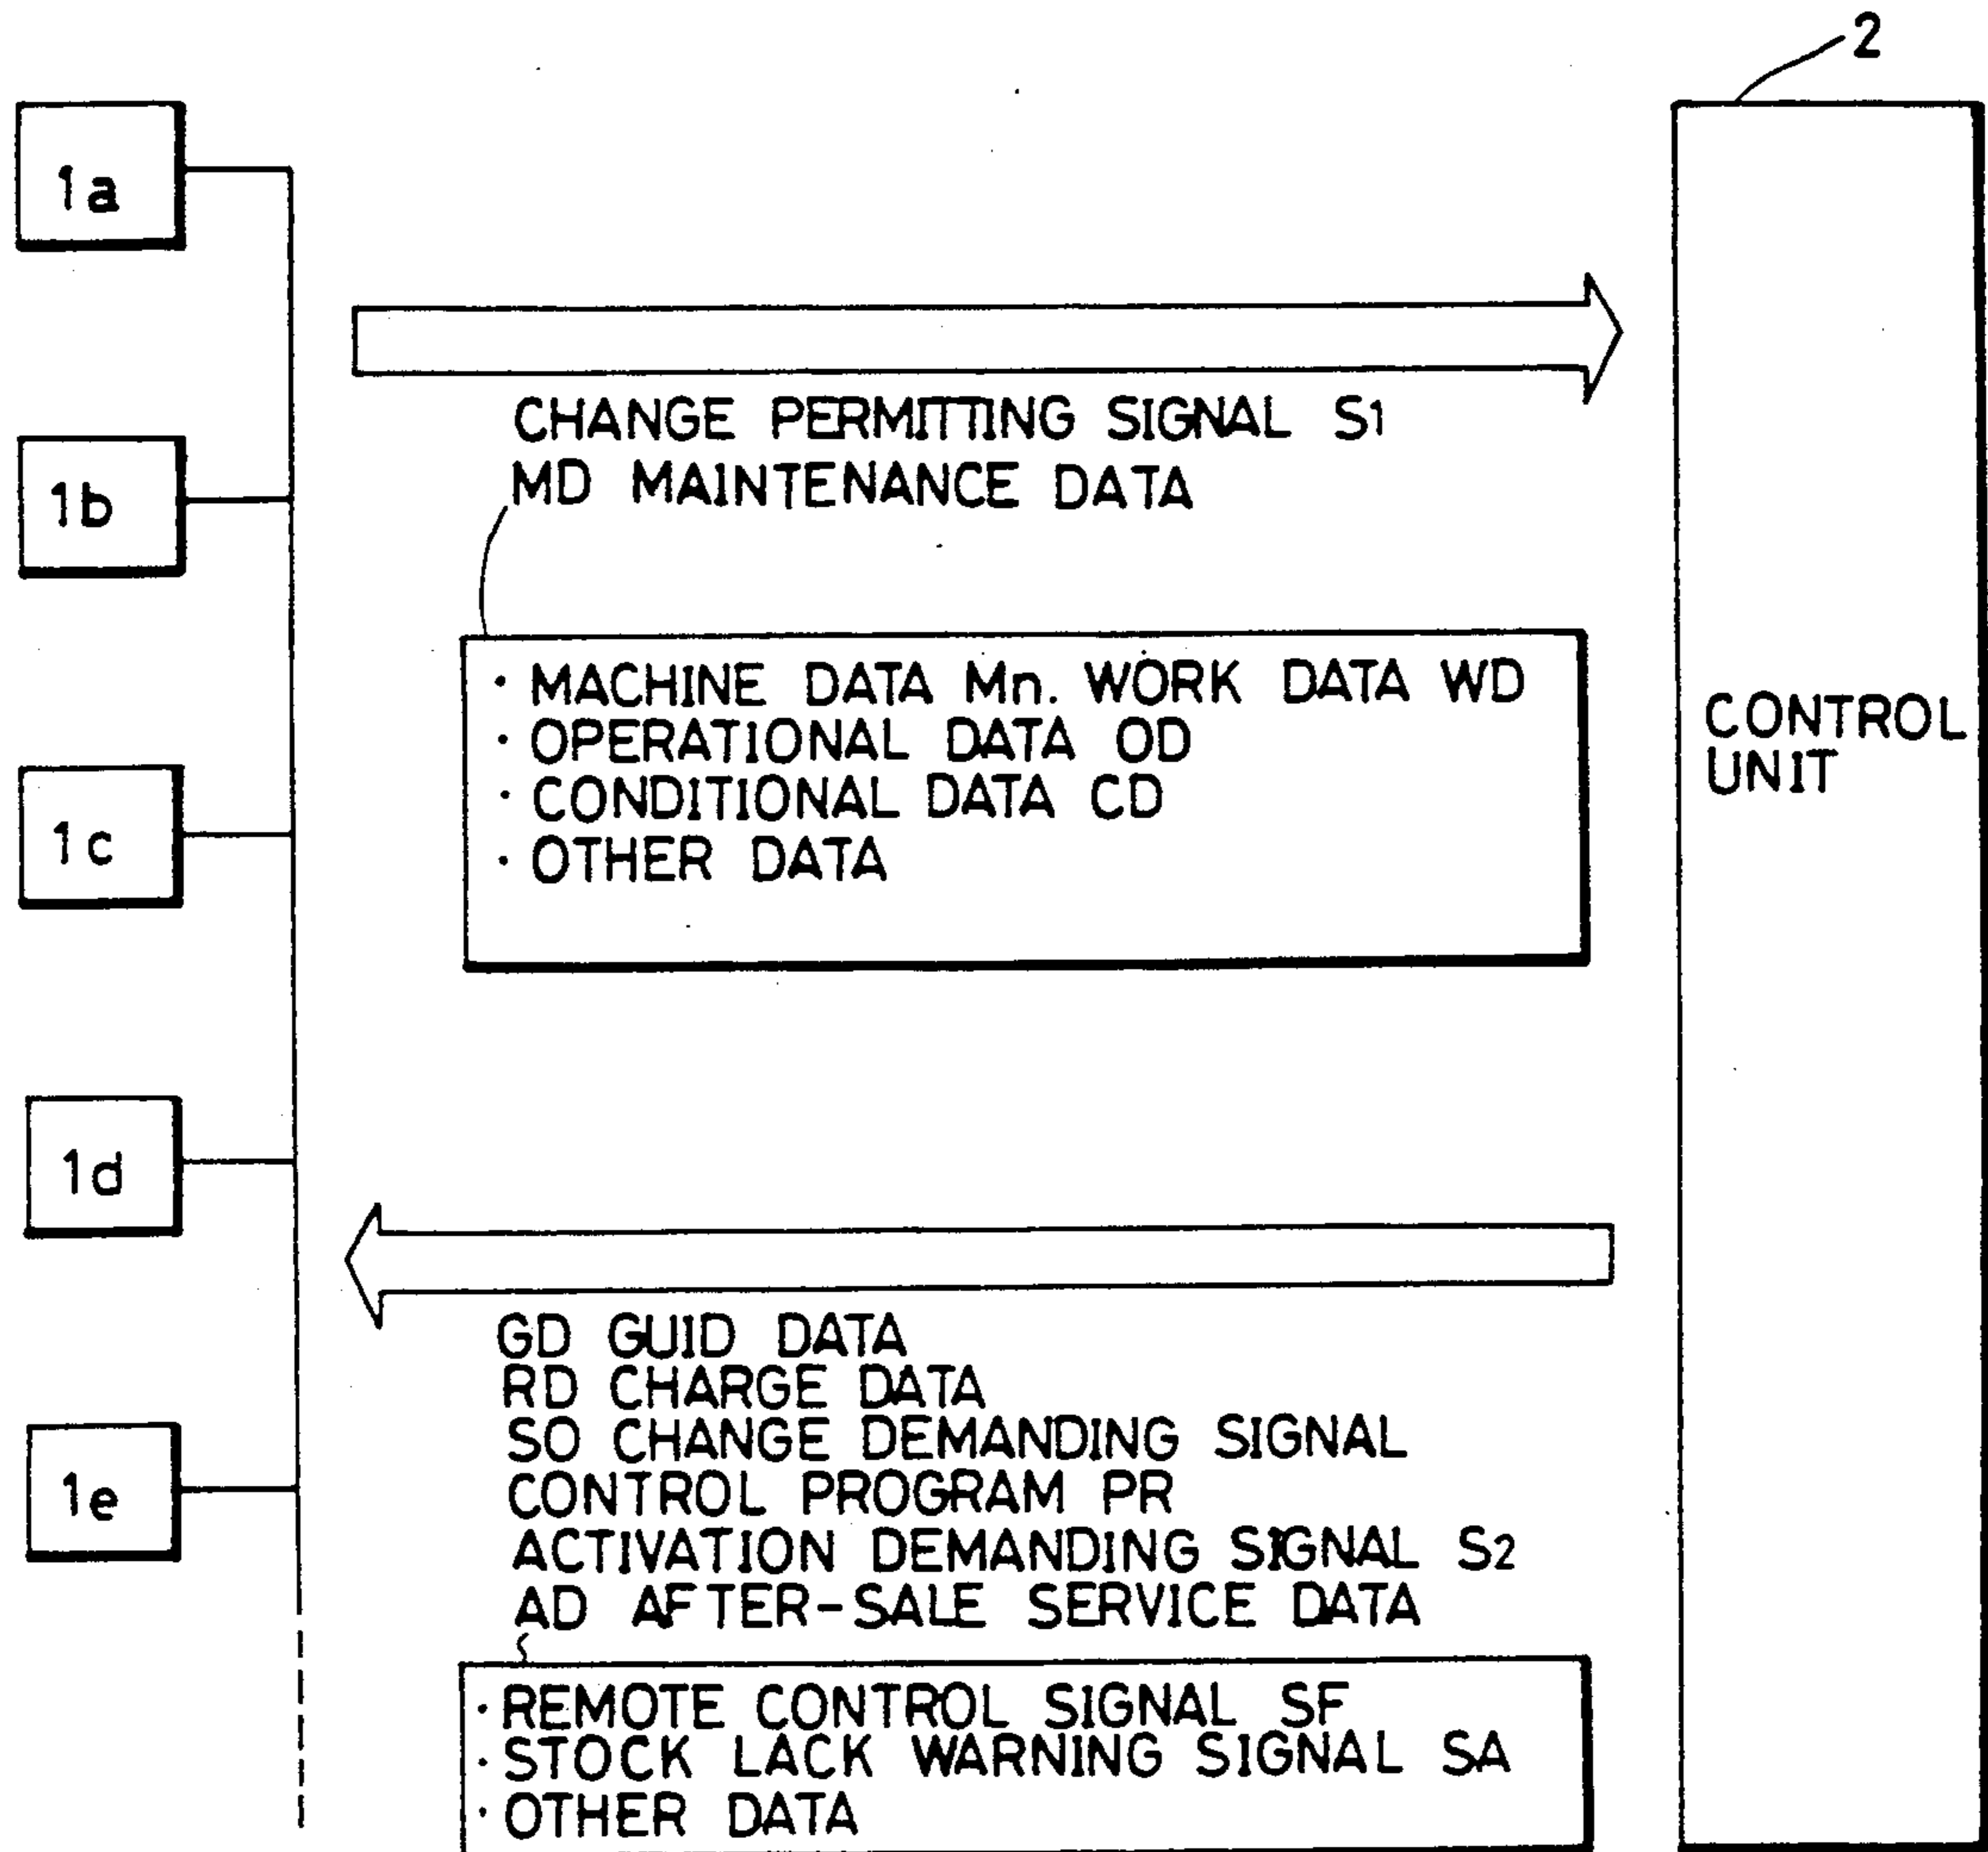 2
1a
CHANGE PERMITTING SIGNAL S1
MD MAINTENANCE DATA
1b
· MACHINE DATA Mn. WORK DATA WD
· OPERATIONAL DATA OD
· CONDITIONAL DATA CD
· OTHER DATA
CONTROL
UNIT
1c
1d
GD GUID DATA
RD CHARGE DATA
SO CHANGE DEMANDING SIGNAL
CONTROL PROGRAM PR
ACTIVATION DEMANDING SIGNAL S2
AD AFTER-SALE SERVICE DATA
1e
· REMOTE CONTROL SIGNAL SF
· STOCK LACK WARNING SIGNAL SA
· OTHER DATA